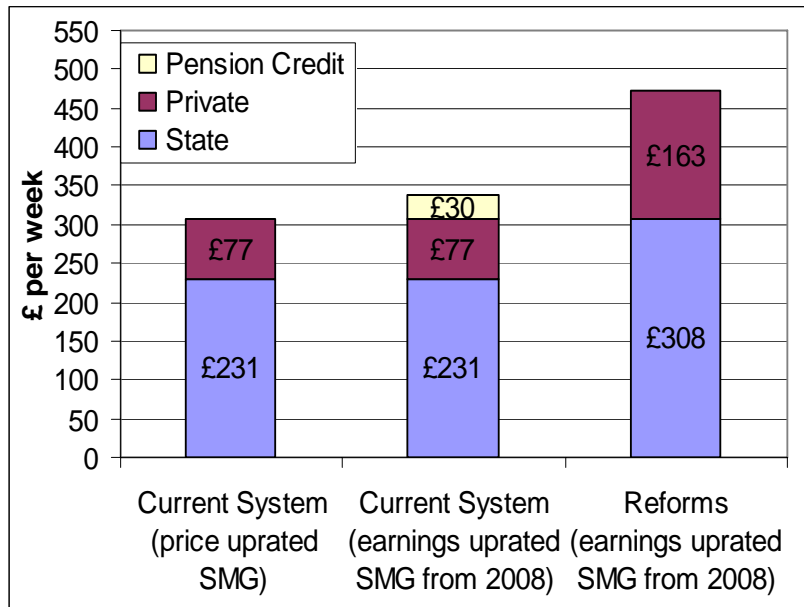 £ per week
550
500
450
400
350
300
250
200
150
100
50
0
Pension Credit
Private
State
£77
£231
£30
£77
£231
£163
£308
Current System
(price uprated
SMG)
Current System
(earnings uprated
SMG from 2008)
Reforms
(earnings uprated
SMG from 2008)